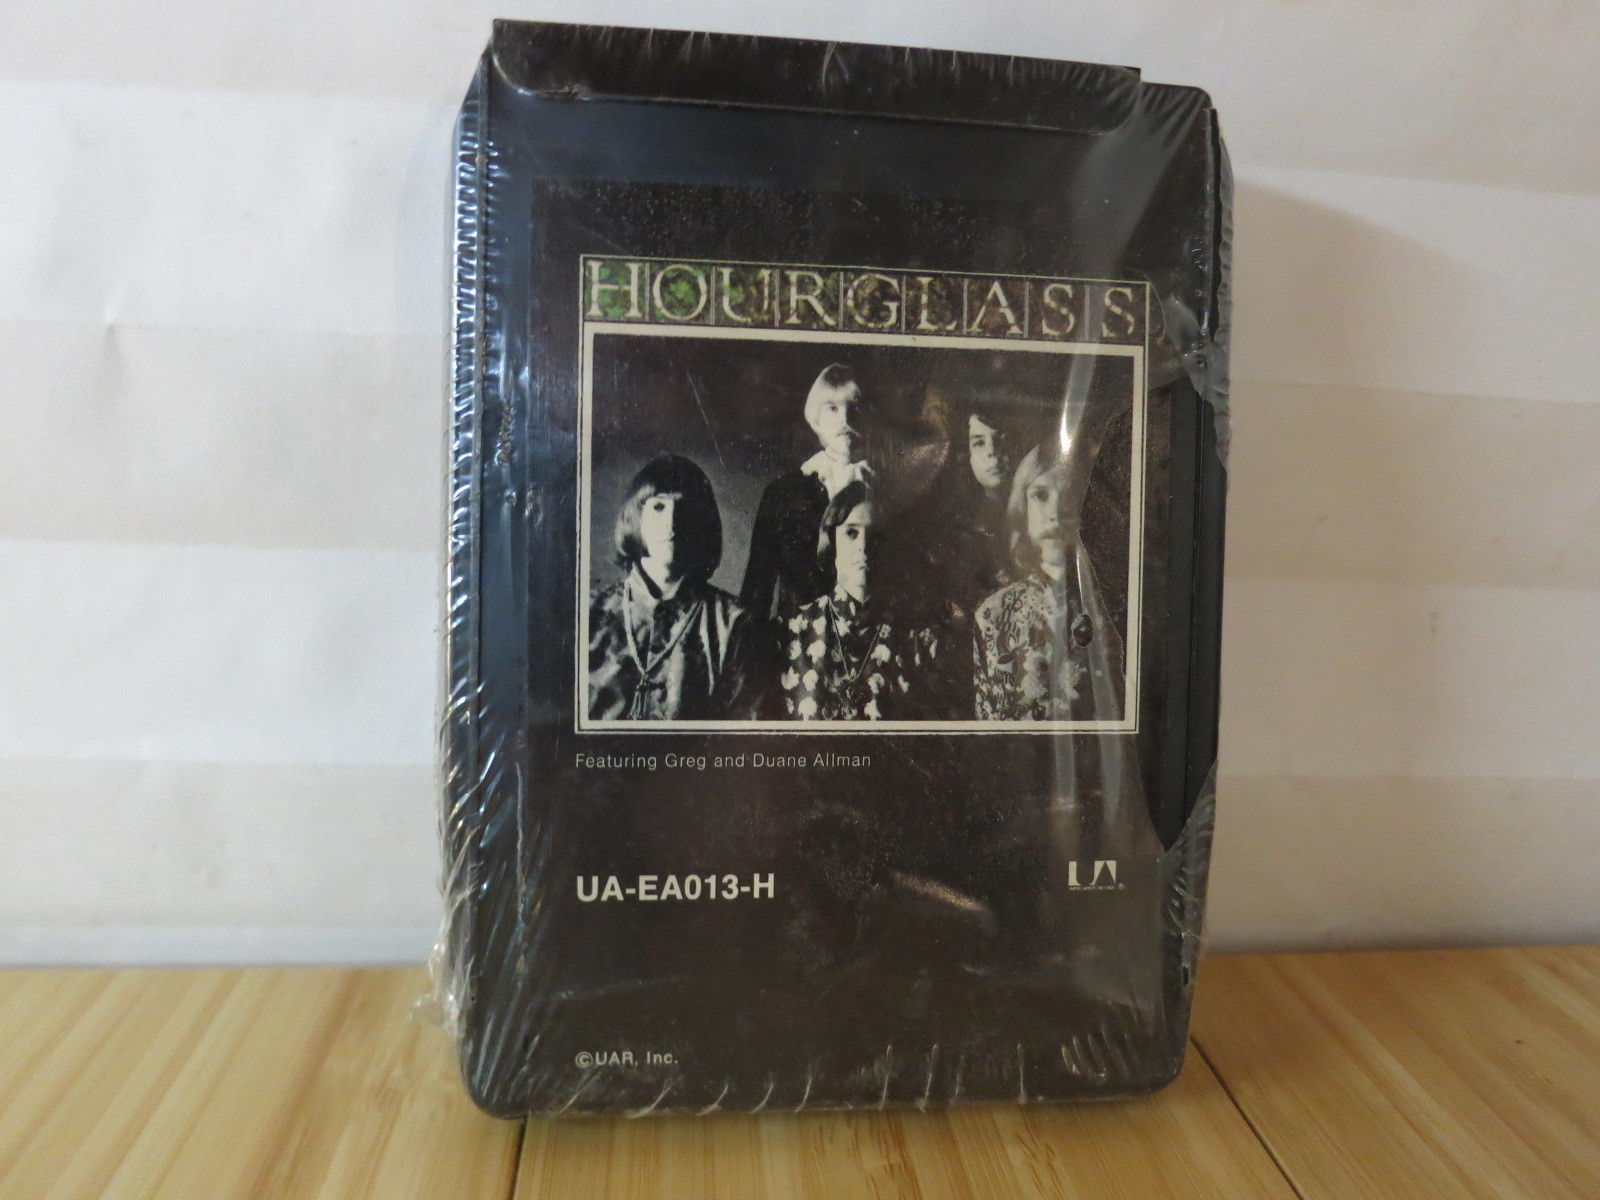 HOURGLASS
Featuring Greg and Duane Allman
UA-EA013-H
UA
©UAR, Inc.